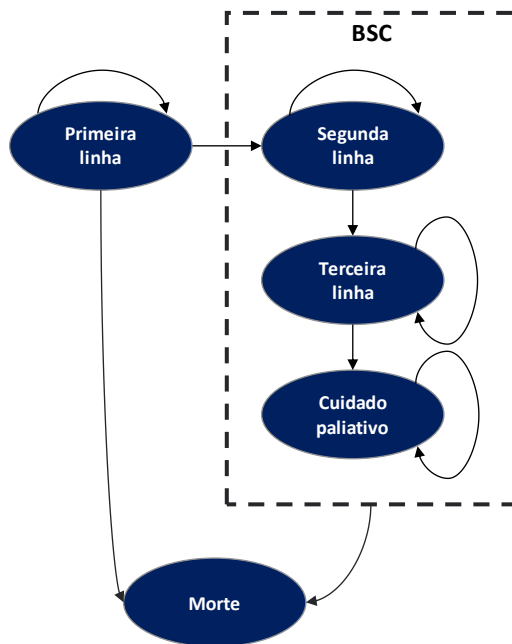 BSC
Primeira
linha
Segunda
linha
Terceira
linha
Cuidado
paliativo
Morte